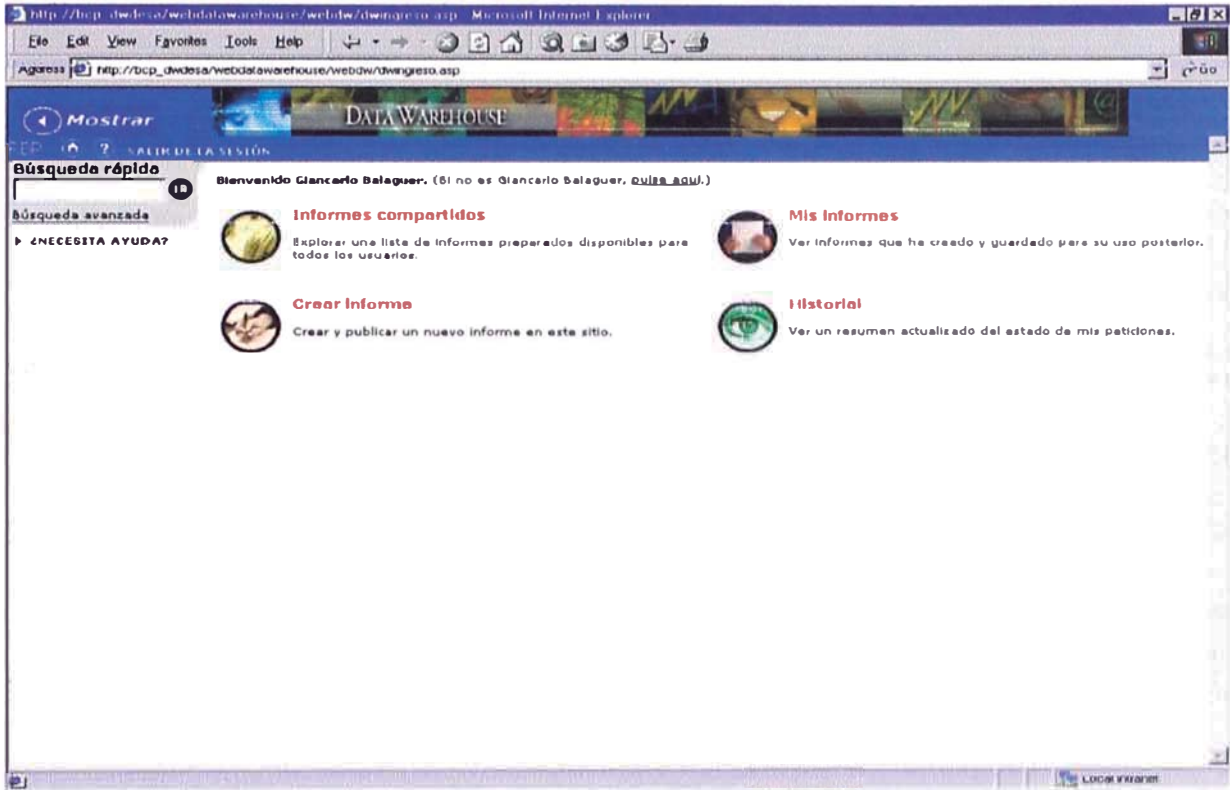 http://bcp_dwdesa/webdatawarehouse/webdw/dwingreso.asp - Microsoft Internet Explorer
File Edit View Favorites Tools Help
Address http://bcp_dwdesa/webdatawarehouse/webdw/dwingreso.asp Go
Mostrar
DATA WAREHOUSE
? SALIR DE LA SESIÓN
Búsqueda rápida
Búsqueda avanzada
¿NECESITA AYUDA?
Bienvenido Giancarlo Balaguer. (Si no es Giancarlo Balaguer, pulse aquí.)
Informes compartidos
Explorar una lista de informes preparados disponibles para
todos los usuarios.
Mis Informes
Ver informes que ha creado y guardado para su uso posterior.
Crear Informe
Crear y publicar un nuevo informe en este sitio.
Historial
Ver un resumen actualizado del estado de mis peticiones.
Local intranet